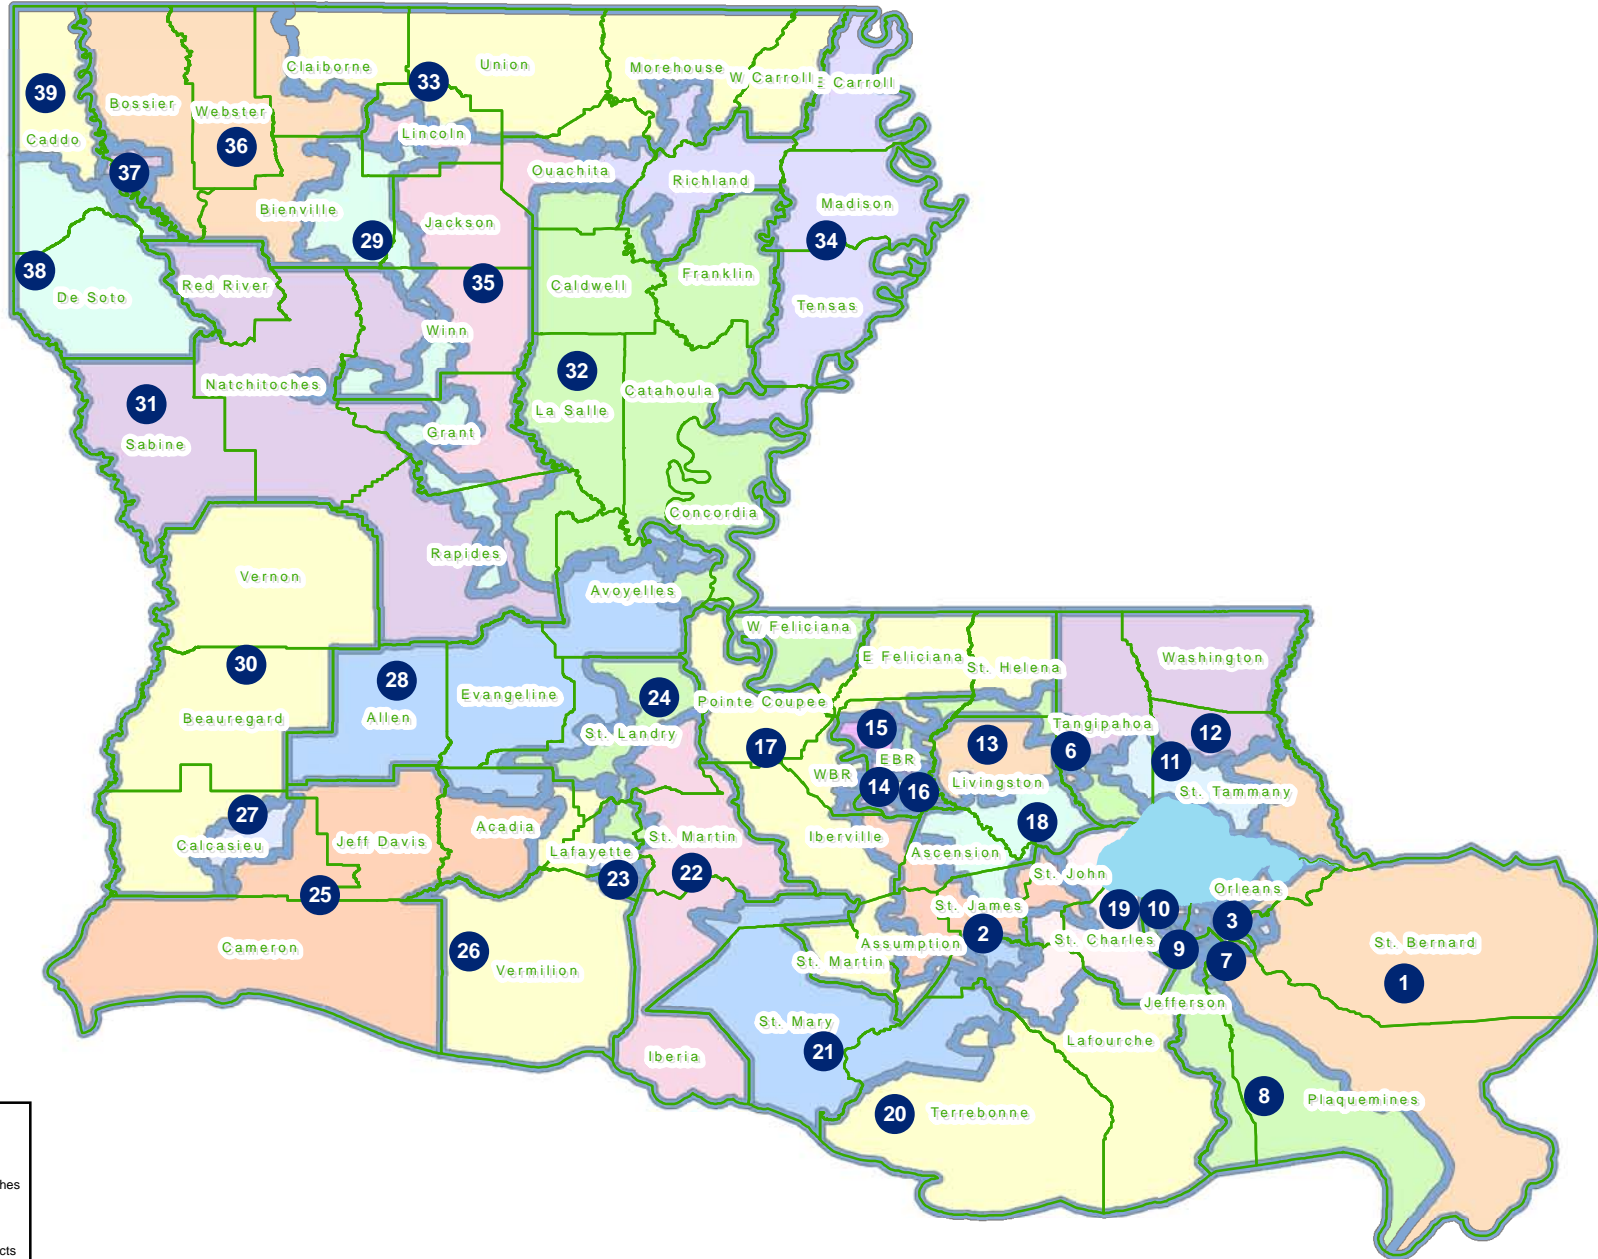 Claiborne
Union
Morehouse
W Carroll
E Carroll
39
33
Bossier
Webster
Caddo
36
Lincoln
37
Ouachita
Richland
Madison
Bienville
29
Jackson
34
38
De Soto
Red River
35
Caldwell
Franklin
Tensas
Winn
32
Natchitoches
Catahoula
31
La Salle
Sabine
Grant
Concordia
Rapides
Vernon
Avoyelles
W Feliciana
E Feliciana
St. Helena
Washington
30
28
Evangeline
24
Pointe Coupee
Beauregard
Allen
St. Landry
15
Tangipahoa
12
17
13
6
11
EBR
WBR
14
16
Livingston
St. Tammany
27
Calcasieu
Jeff Davis
Acadia
Lafayette
St. Martin
Iberville
18
Ascension
23
22
St. John
25
Orleans
19
10
3
St. James
2
Cameron
26
Vermilion
Assumption
St. Charles
9
7
St. Bernard
St. Martin
1
Jefferson
St. Mary
21
Iberia
Lafourche
8
Plaquemines
20
Terrebonne
hes
cts